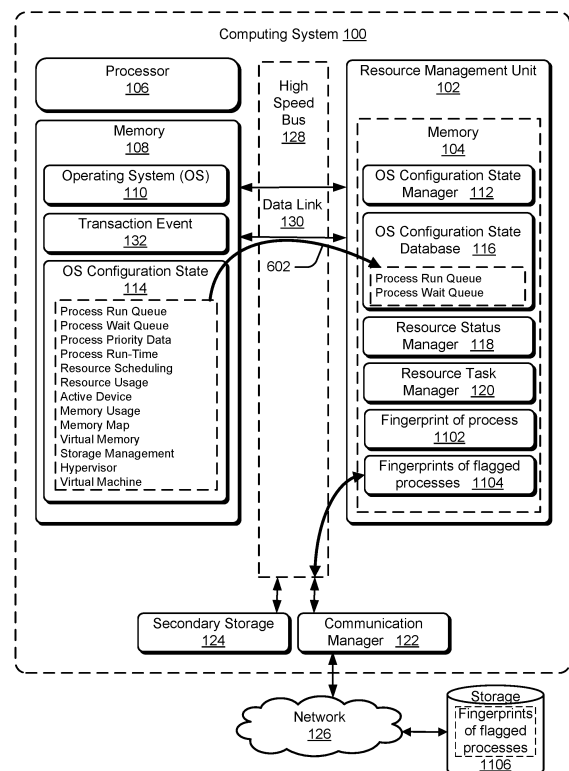 Computing System 100
Processor
106
Memory
108
Operating System (OS)
110
Transaction Event
132
OS Configuration State
114
Process Run Queue
Process Wait Queue
Process Priority Data
Process Run-Time
Resource Scheduling
Resource Usage
Active Device
Memory Usage
Memory Map
Virtual Memory
Storage Management
Hypervisor
Virtual Machine
High
Speed
Bus
128
Data Link
130
602
Resource Management Unit
102
Memory
104
OS Configuration State
Manager 112
OS Configuration State
Database 116
Process Run Queue
Process Wait Queue
Resource Status
Manager 118
Resource Task
Manager 120
Fingerprint of process
1102
Fingerprints of flagged
processes 1104
Secondary Storage
124
Communication
Manager 122
Network
126
Storage
Fingerprints
of flagged
processes
1106